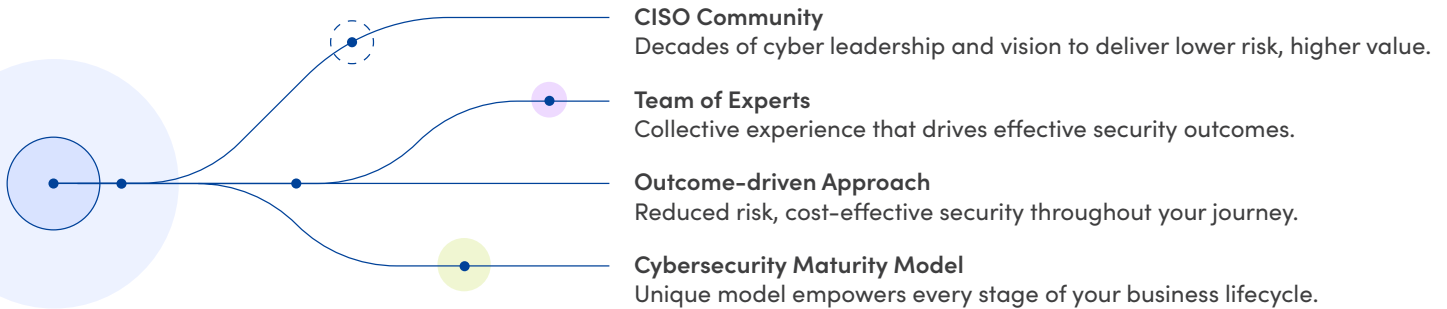 CISO Community
Decades of cyber leadership and vision to deliver lower risk, higher value.
Team of Experts
Collective experience that drives effective security outcomes.
Outcome-driven Approach
Reduced risk, cost-effective security throughout your journey.
Cybersecurity Maturity Model
Unique model empowers every stage of your business lifecycle.